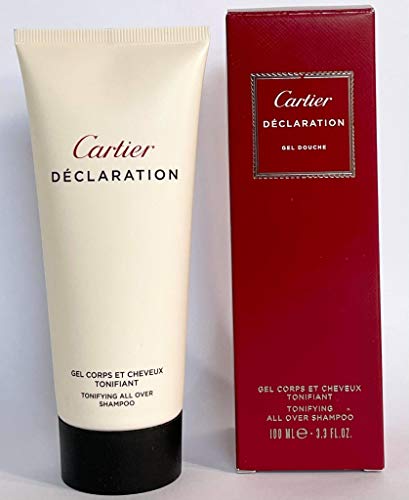 Cartier
DÉCLARATION
GEL CORPS ET CHEVEUX
TONIFIANT
TONIFYING ALL OVER
SHAMPOO
Cartier
DÉCLARATION
GEL DOUCHE
GEL CORPS ET CHEVEUX
TONIFIANT
TONIFYING
ALL OVER SHAMPOO
100 ML℮ - 3.3 FL.OZ.